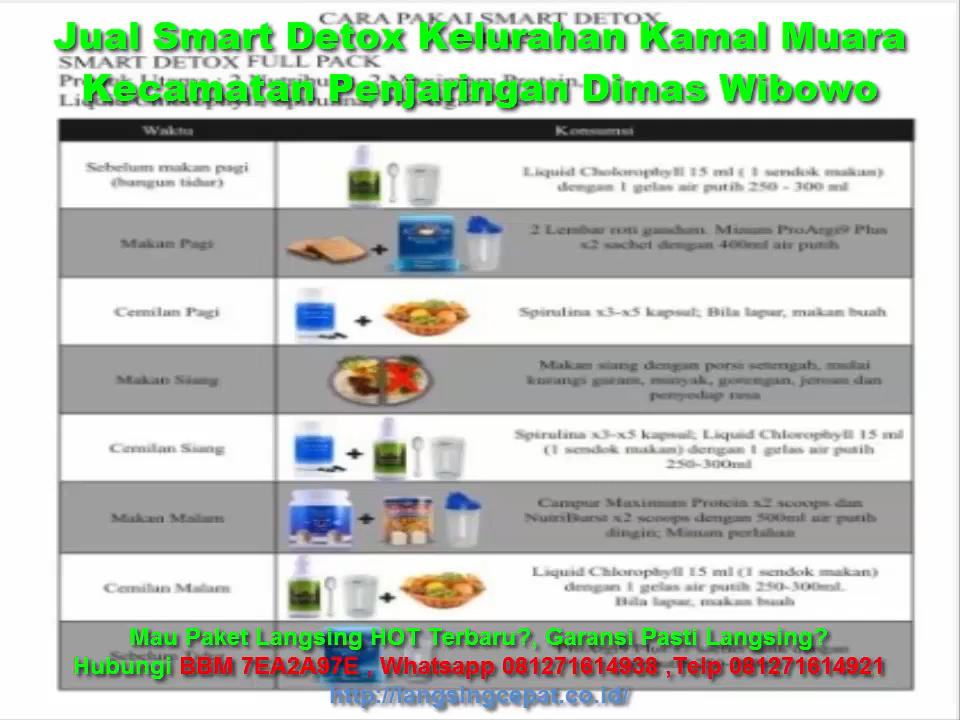 CARA PAKAI SMART DETOX
Jual Smart Detox Kelurahan Kamal Muara
SMART DETOX FULL PACK
Kecamatan Penjaringan Dimas Wibowo
Waktu Konsumsi
Sebelum makan pagi
(bangun tidur)
Liquid Cholorophyll 15 ml ( 1 sendok makan)
dengan 1 gelas air putih 250 - 300 ml
Makan Pagi
2 Lembar roti gandum. Minum ProArgi9 Plus
x2 sachet dengan 400ml air putih
Cemilan Pagi
Spirulina x3-x5 kapsul; Bila lapar, makan buah
Makan Siang
Makan siang dengan porsi setengah, mulai
kurangi garam, minyak, gorengan, jeroan dan
penyedap rasa
Cemilan Siang
Spirulina x3-x5 kapsul; Liquid Chlorophyll 15 ml
(1 sendok makan) dengan 1 gelas air putih
250-300ml
Makan Malam
Campur Maximum Protein x2 scoops dan
NutriBurst x2 scoops dengan 500ml air putih
dingin; Minum perlahan
Cemilan Malam
Liquid Chlorophyll 15 ml (1 sendok makan)
dengan 1 gelas air putih 250-300ml.
Bila lapar, makan buah
Mau Paket Langsing HOT Terbaru?, Garansi Pasti Langsing?
Hubungi BBM 7EA2A97E , Whatsapp 081271614938 ,Telp 081271614921
http://langsingcepat.co.id/